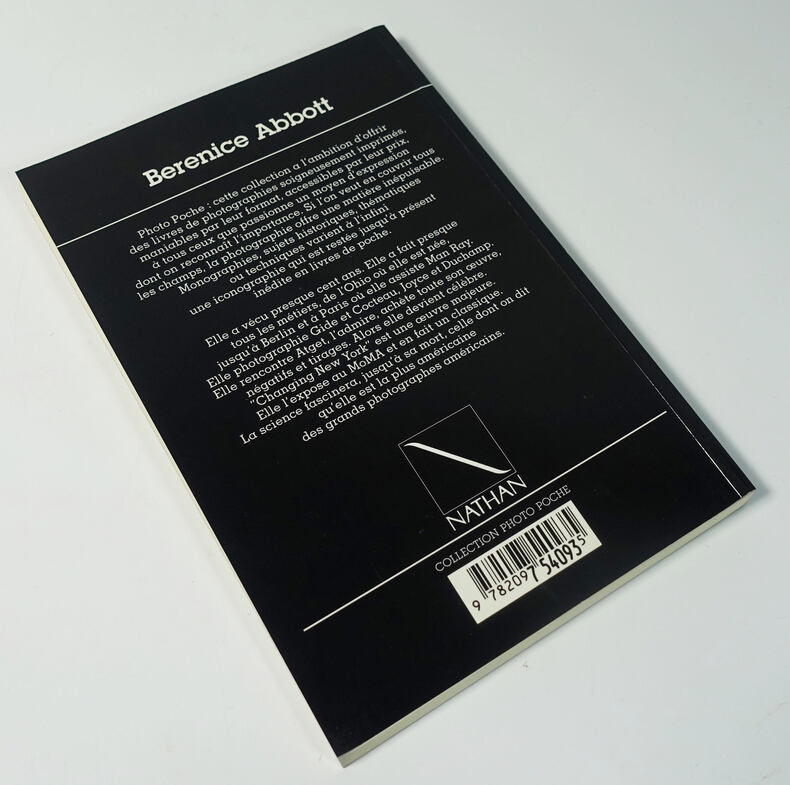 Berenice Abbott
Photo Poche : cette collection a l'ambition d'offrir
des livres de photographies soigneusement imprimés,
maniables par leur format, accessibles par leur prix,
à tous ceux que passionne un moyen d'expression
dont on reconnaît l'importance. Si l'on veut en couvrir tous
les champs, la photographie offre une matière inépuisable.
Monographies, sujets historiques, thématiques
ou techniques varient à l'infini
une iconographie qui est restée jusqu'à présent
inédite en livres de poche.
Elle a vécu presque cent ans. Elle a fait presque
tous les métiers, de l'Ohio où elle est née,
jusqu'à Berlin et à Paris où elle assiste Man Ray.
Elle photographie Gide et Cocteau, Joyce et Duchamp.
Elle rencontre Atget, l'admire, achète toute son œuvre,
négatifs et tirages. Alors elle devient célèbre.
"Changing New York" est une œuvre majeure.
Elle l'expose au MoMA et en fait un classique.
La science fascinera, jusqu'à sa mort, celle dont on dit
qu'elle est la plus américaine
des grands photographes américains.
NATHAN
COLLECTION PHOTO POCHE
9 782097 540935